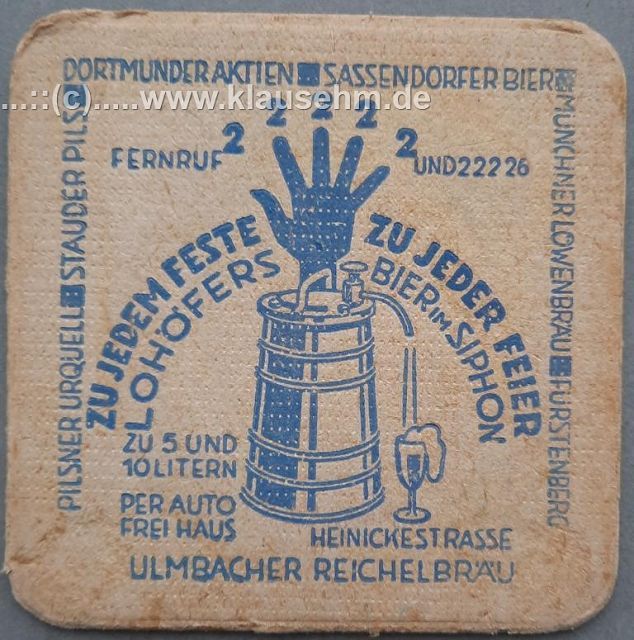 DORTMUNDER AKTIEN SASSENDORFER BIER
...::(c).....www.klausehm.de
2 2 2 2 2
FERNRUF UND 22226
PILSNER URQUELL STAUDER PILS
MÜNCHNER LÖWENBRÄU FÜRSTENBERG
ZU JEDEM FESTE
LOHÖFERS
ZU JEDER FEIER
BIER IM SIPHON
ZU 5 UND
10 LITERN
PER AUTO
FREI HAUS
HEINICKESTRASSE
ULMBACHER REICHELBRÄU